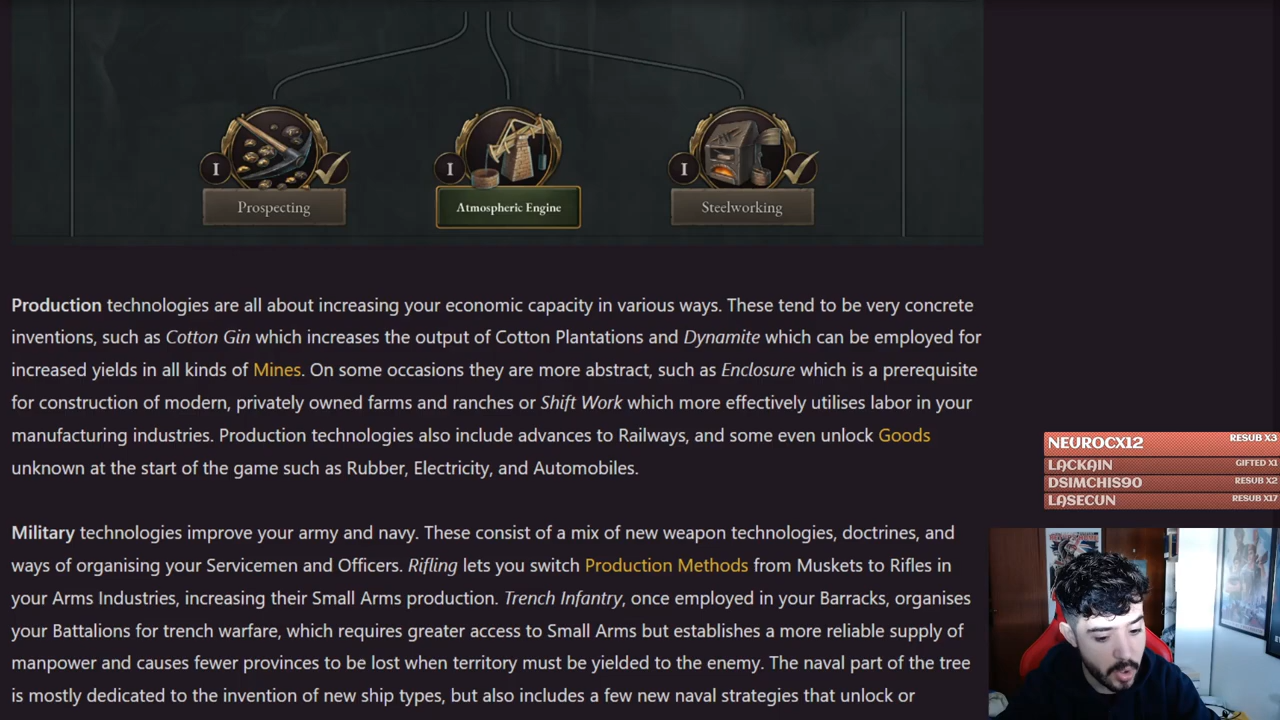 I
I
I
Prospecting
Atmospheric Engine
Steelworking
Production technologies are all about increasing your economic capacity in various ways. These tend to be very concrete
inventions, such as Cotton Gin which increases the output of Cotton Plantations and Dynamite which can be employed for
increased yields in all kinds of Mines. On some occasions they are more abstract, such as Enclosure which is a prerequisite
for construction of modern, privately owned farms and ranches or Shift Work which more effectively utilises labor in your
manufacturing industries. Production technologies also include advances to Railways, and some even unlock Goods
unknown at the start of the game such as Rubber, Electricity, and Automobiles.
Military technologies improve your army and navy. These consist of a mix of new weapon technologies, doctrines, and
ways of organising your Servicemen and Officers. Rifling lets you switch Production Methods from Muskets to Rifles in
your Arms Industries, increasing their Small Arms production. Trench Infantry, once employed in your Barracks, organises
your Battalions for trench warfare, which requires greater access to Small Arms but establishes a more reliable supply of
manpower and causes fewer provinces to be lost when territory must be yielded to the enemy. The naval part of the tree
is mostly dedicated to the invention of new ship types, but also includes a few new naval strategies that unlock or
NEUROCX12 RESUB X3
LACKAIN GIFTED X1
DSIMCHIS90 RESUB X2
LASECUN RESUB X17